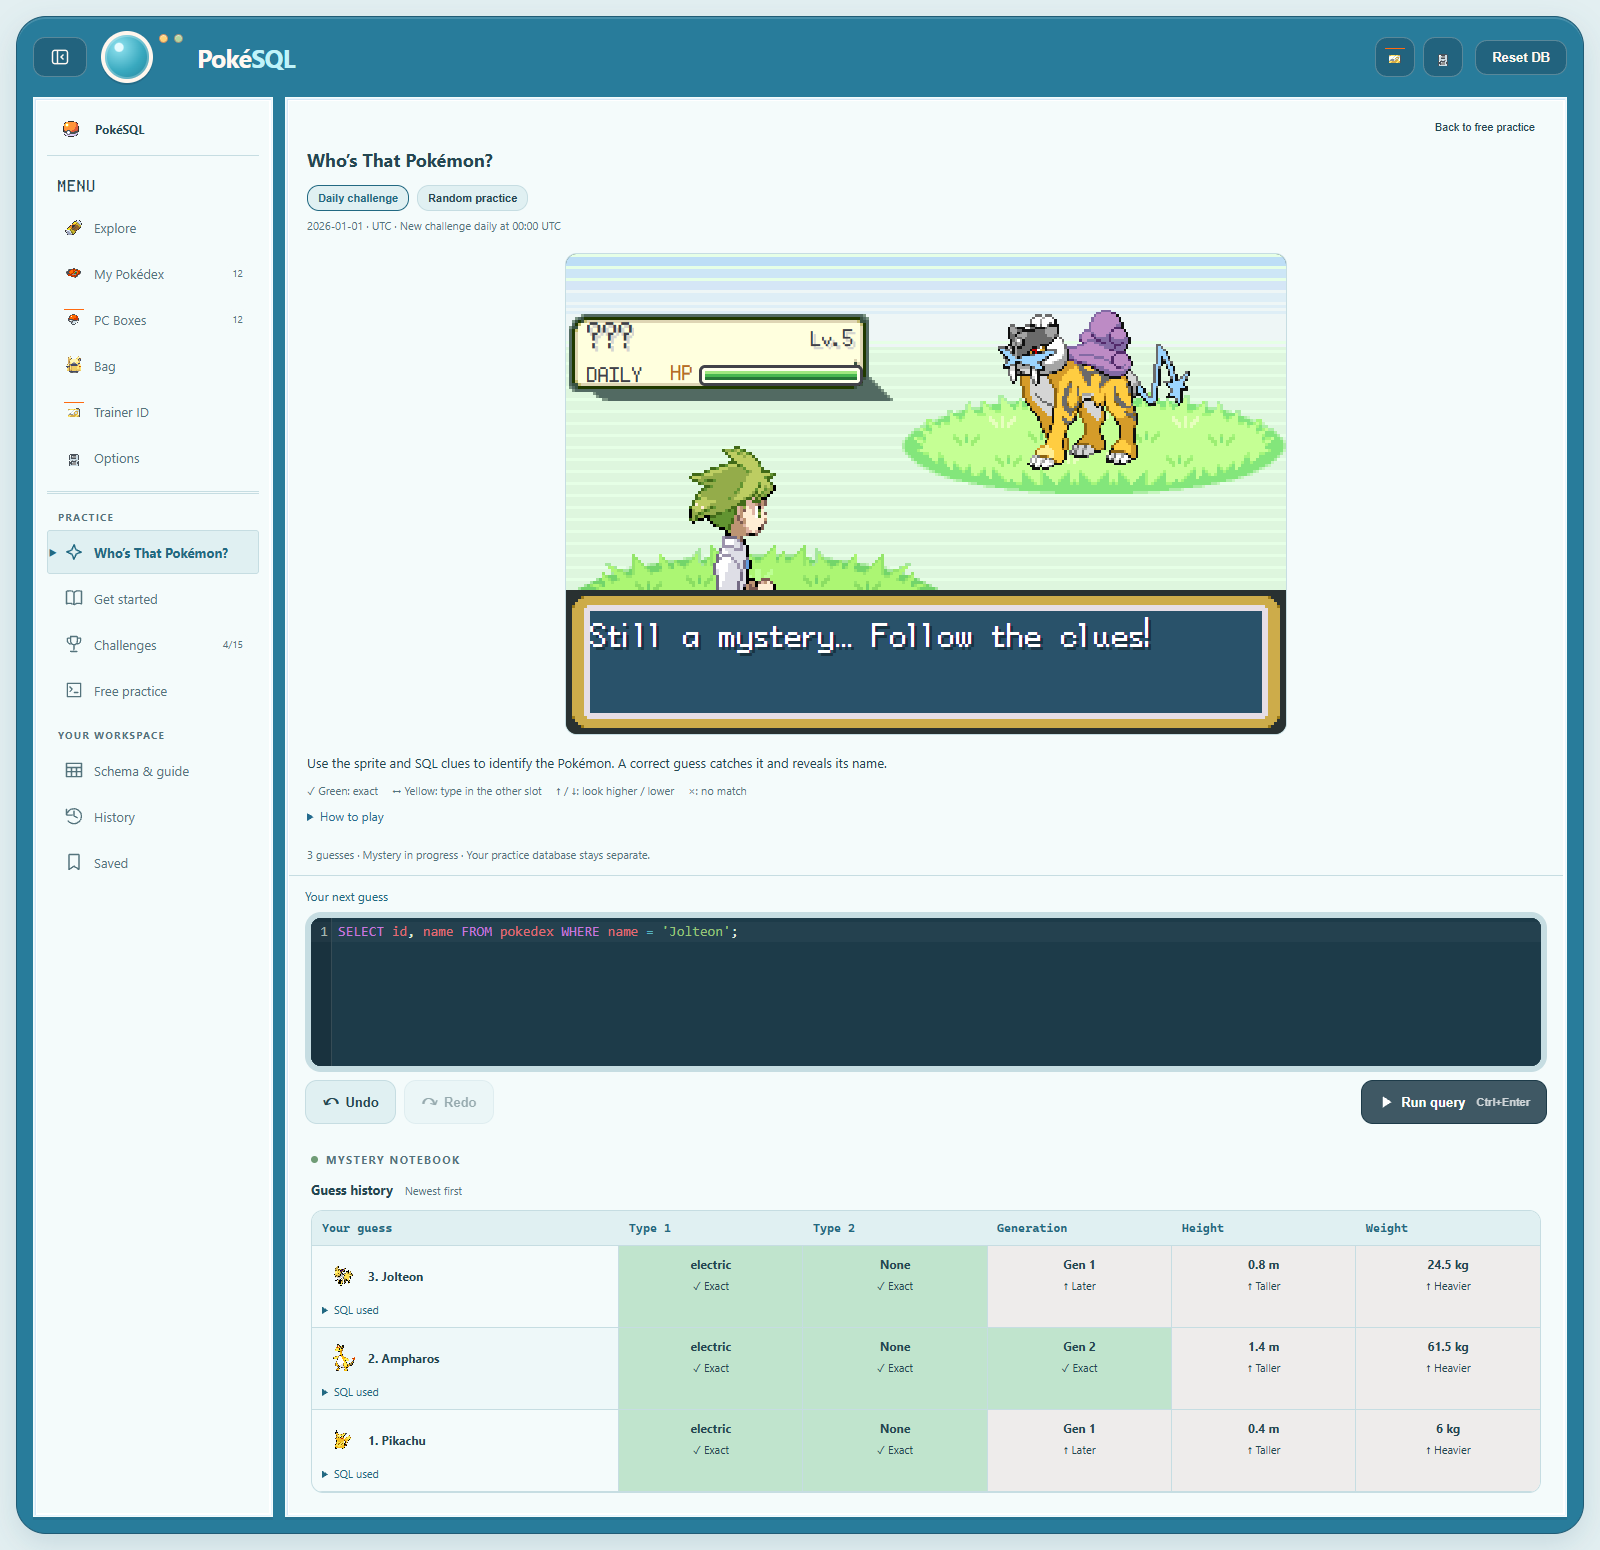 PokéSQL
Reset DB
PokéSQL
MENU
Explore
My Pokédex 12
PC Boxes 12
Bag
Trainer ID
Options
PRACTICE
Who's That Pokémon?
Get started
Challenges 4/15
Free practice
YOUR WORKSPACE
Schema & guide
History
Saved
Back to free practice
Who's That Pokémon?
Daily challenge Random practice
2026-01-01 · UTC · New challenge daily at 00:00 UTC
??? Lv.5
DAILY HP
Still a mystery... Follow the clues!
Use the sprite and SQL clues to identify the Pokémon. A correct guess catches it and reveals its name.
✓ Green: exact ↔ Yellow: type in the other slot ↑ / ↓: look higher / lower ×: no match
▶ How to play
3 guesses · Mystery in progress · Your practice database stays separate.
Your next guess
1 SELECT id, name FROM pokedex WHERE name = 'Jolteon';
Undo Redo
▶ Run query Ctrl+Enter
MYSTERY NOTEBOOK
Guess history Newest first
Your guess Type 1 Type 2 Generation Height Weight
3. Jolteon electric None Gen 1 0.8 m 24.5 kg
✓ Exact ✓ Exact ↑ Later ↑ Taller ↑ Heavier
▶ SQL used
2. Ampharos electric None Gen 2 1.4 m 61.5 kg
✓ Exact ✓ Exact ✓ Exact ↑ Taller ↑ Heavier
▶ SQL used
1. Pikachu electric None Gen 1 0.4 m 6 kg
✓ Exact ✓ Exact ↑ Later ↑ Taller ↑ Heavier
▶ SQL used